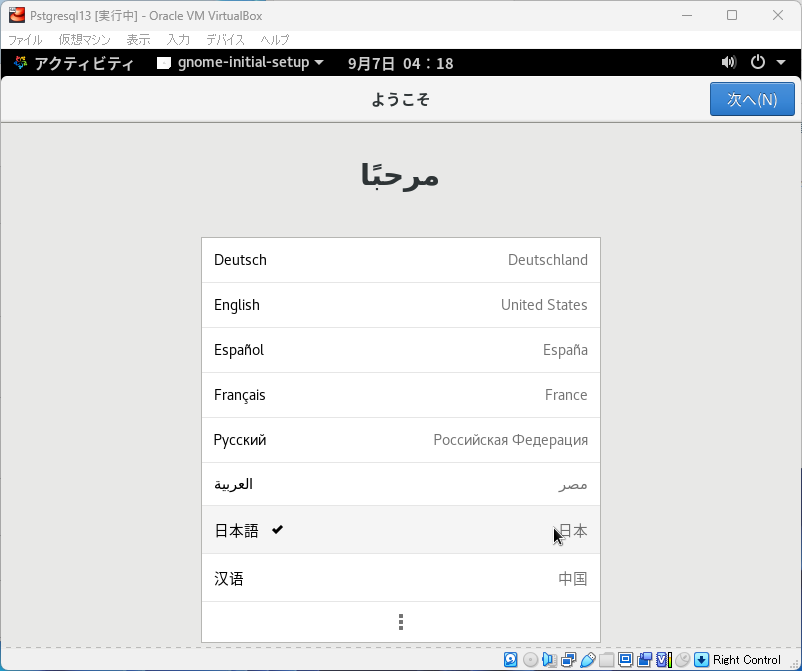 Pstgresql13 [実行中] - Oracle VM VirtualBox
ファイル 仮想マシン 表示 入力 デバイス ヘルプ
アクティビティ gnome-initial-setup 9月7日 04：18
ようこそ 次へ(N)
مرحبًا
Deutsch Deutschland
English United States
Español España
Français France
Русский Российская Федерация
العربية مصر
日本語 日本
汉语 中国
Right Control